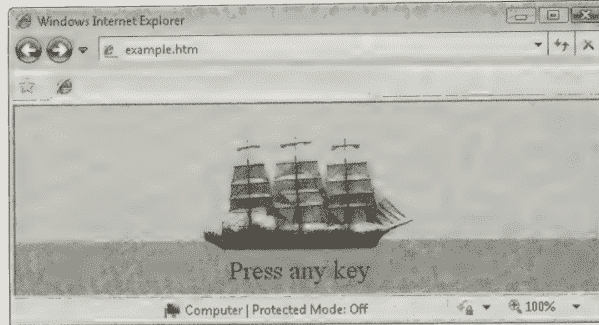 Windows Internet Explorer
example.htm
Press any key
Computer | Protected Mode: Off
100%